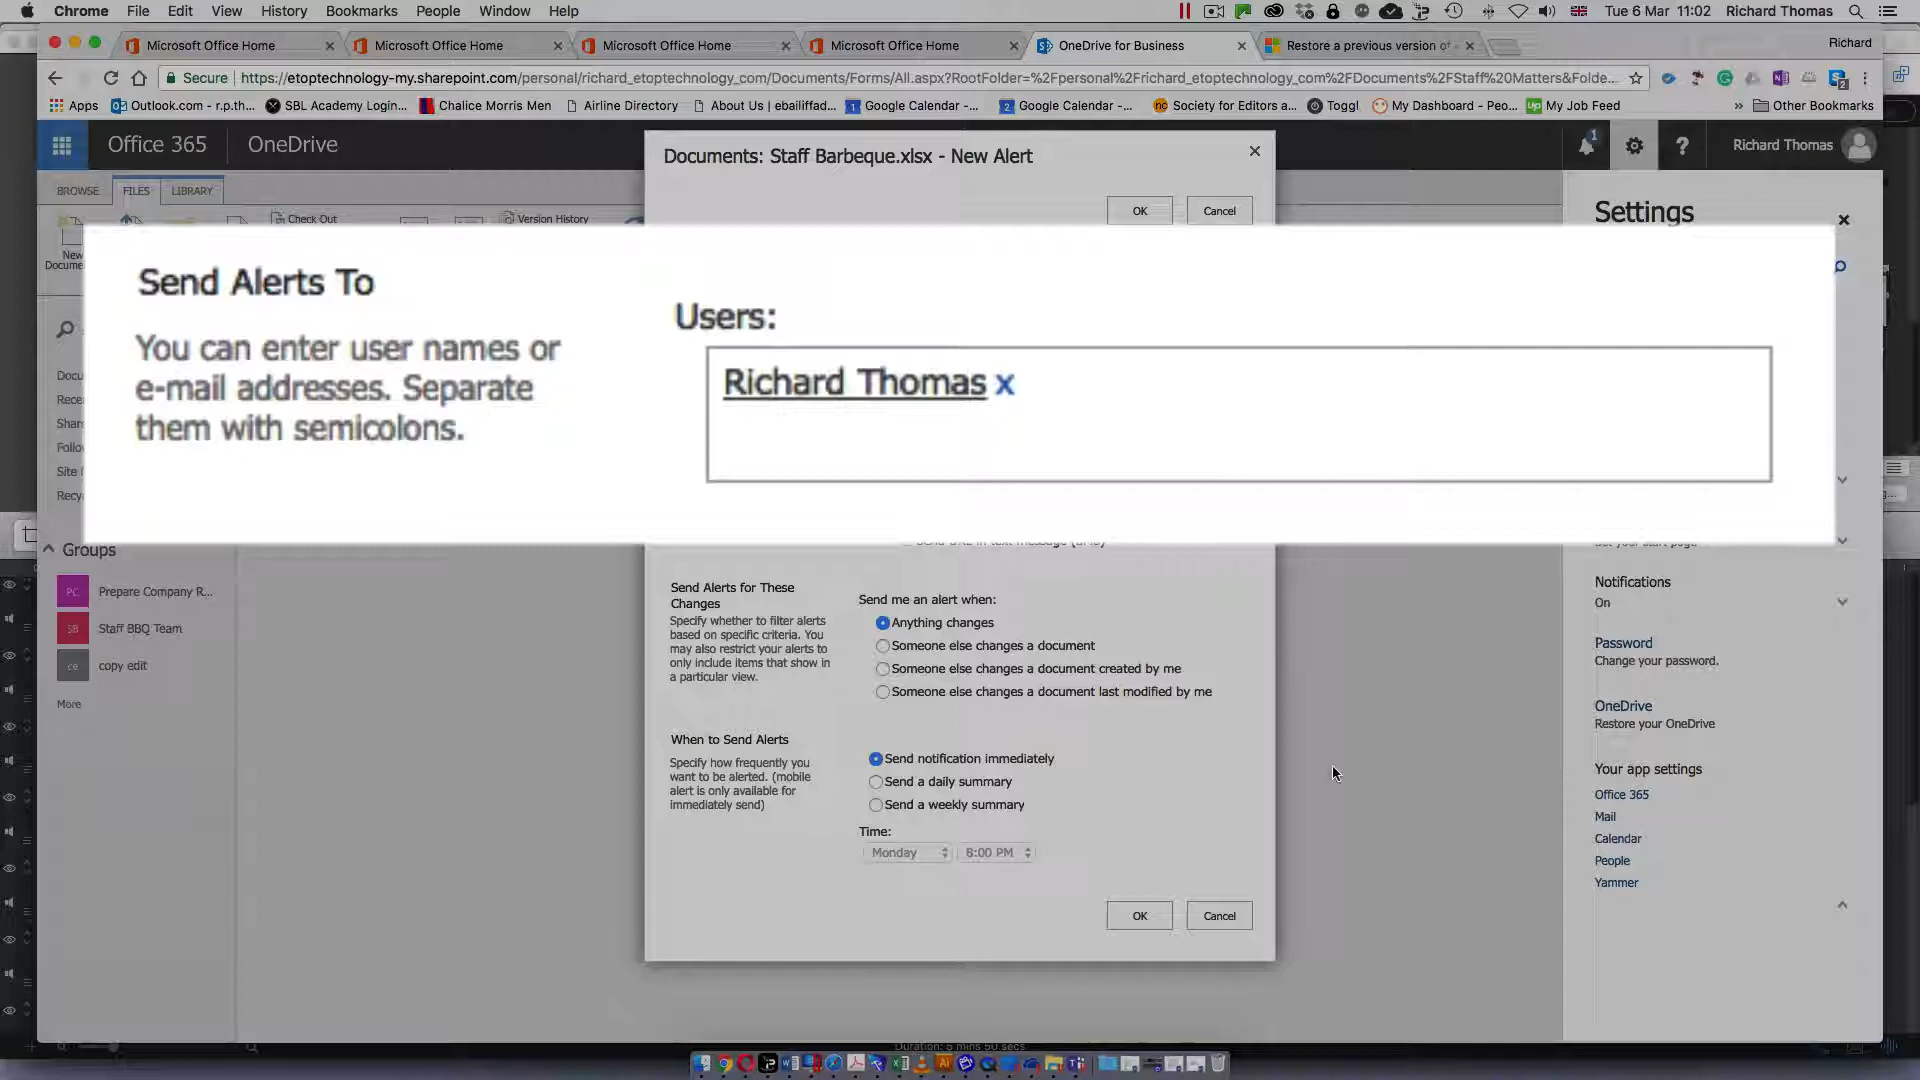 Chrome File Edit View History Bookmarks People Window Help
Tue 6 Mar 11:02 Richard Thomas
Microsoft Office Home
Microsoft Office Home
Microsoft Office Home
Microsoft Office Home
OneDrive for Business
Restore a previous version of
Richard
Secure https://etoptechnology-my.sharepoint.com/personal/richard_etoptechnology_com/Documents/Forms/All.aspx?RootFolder=%2Fpersonal%2Frichard_etoptechnology_com%2FDocuments%2FStaff%20Matters&Folde...
Apps Outlook.com - r.p.th... SBL Academy Login... Chalice Morris Men Airline Directory About Us | ebailiffad... Google Calendar -... Google Calendar -... Society for Editors a... Toggl My Dashboard - Peo... My Job Feed » Other Bookmarks
Office 365 OneDrive
1
? Richard Thomas
Documents: Staff Barbeque.xlsx - New Alert
BROWSE FILES LIBRARY
Check Out
Version History
OK Cancel
Settings
New
Send Alerts To
You can enter user names or
e-mail addresses. Separate
them with semicolons.
Users:
Richard Thomas x
Groups
PC Prepare Company R...
SB Staff BBQ Team
ce copy edit
More
Send Alerts for These
Changes
Specify whether to filter alerts
based on specific criteria. You
may also restrict your alerts to
only include items that show in
a particular view.
Send me an alert when:
Anything changes
Someone else changes a document
Someone else changes a document created by me
Someone else changes a document last modified by me
When to Send Alerts
Specify how frequently you
want to be alerted. (mobile
alert is only available for
immediately send)
Send notification immediately
Send a daily summary
Send a weekly summary
Time:
Monday 8:00 PM
OK Cancel
Notifications
On
Password
Change your password.
OneDrive
Restore your OneDrive
Your app settings
Office 365
Mail
Calendar
People
Yammer
Duration: 5 mins 50 secs